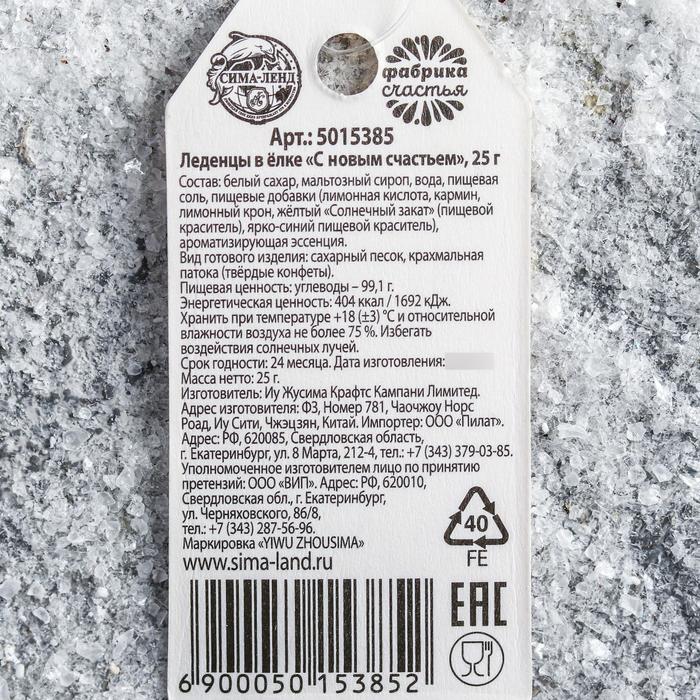 СИМА-ЛЕНД
фабрика
счастья
Арт.: 5015385
Леденцы в ёлке «С новым счастьем», 25 г
Состав: белый сахар, мальтозный сироп, вода, пищевая
соль, пищевые добавки (лимонная кислота, кармин,
лимонный крон, жёлтый «Солнечный закат» (пищевой
краситель), ярко-синий пищевой краситель),
ароматизирующая эссенция.
Вид готового изделия: сахарный песок, крахмальная
патока (твёрдые конфеты).
Пищевая ценность: углеводы – 99,1 г.
Энергетическая ценность: 404 ккал / 1692 кДж.
Хранить при температуре +18 (±3) °С и относительной
влажности воздуха не более 75 %. Избегать
воздействия солнечных лучей.
Срок годности: 24 месяца. Дата изготовления:
Масса нетто: 25 г.
Изготовитель: Иу Жусима Крафтс Кампани Лимитед.
Адрес изготовителя: ФЗ, Номер 781, Чаочжоу Норс
Роад, Иу Сити, Чжэцзян, Китай. Импортер: ООО «Пилат».
Адрес: РФ, 620085, Свердловская область,
г. Екатеринбург, ул. 8 Марта, 212-4, тел.: +7 (343) 379-03-85.
Уполномоченное изготовителем лицо по принятию
претензий: ООО «ВИП». Адрес: РФ, 620010,
Свердловская обл., г. Екатеринбург,
ул. Черняховского, 86/8,
тел.: +7 (343) 287-56-96.
Маркировка «YIWU ZHOUSIMA»
www.sima-land.ru
40
FE
EAC
6 900050 153852